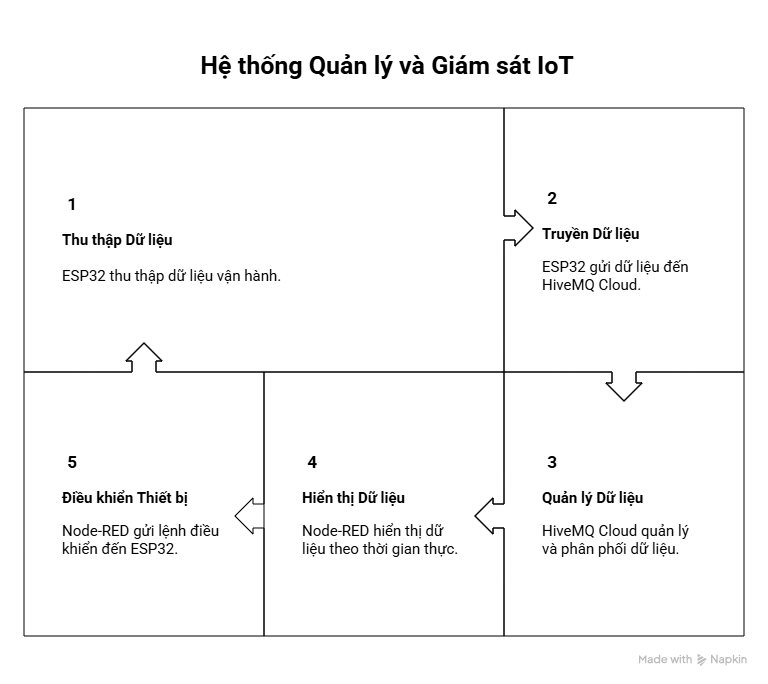 Hệ thống Quản lý và Giám sát IoT
1
Thu thập Dữ liệu
ESP32 thu thập dữ liệu vận hành.
2
Truyền Dữ liệu
ESP32 gửi dữ liệu đến
HiveMQ Cloud.
3
Quản lý Dữ liệu
HiveMQ Cloud quản lý
và phân phối dữ liệu.
4
Hiển thị Dữ liệu
Node-RED hiển thị dữ
liệu theo thời gian thực.
5
Điều khiển Thiết bị
Node-RED gửi lệnh điều
khiển đến ESP32.
Made with Napkin